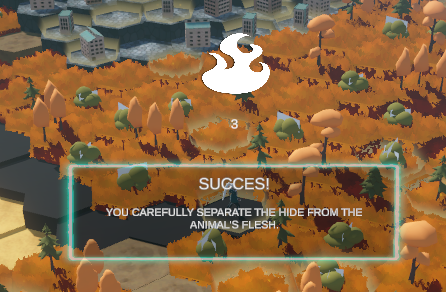 3
SUCCES!
YOU CAREFULLY SEPARATE THE HIDE FROM THE
ANIMAL'S FLESH.